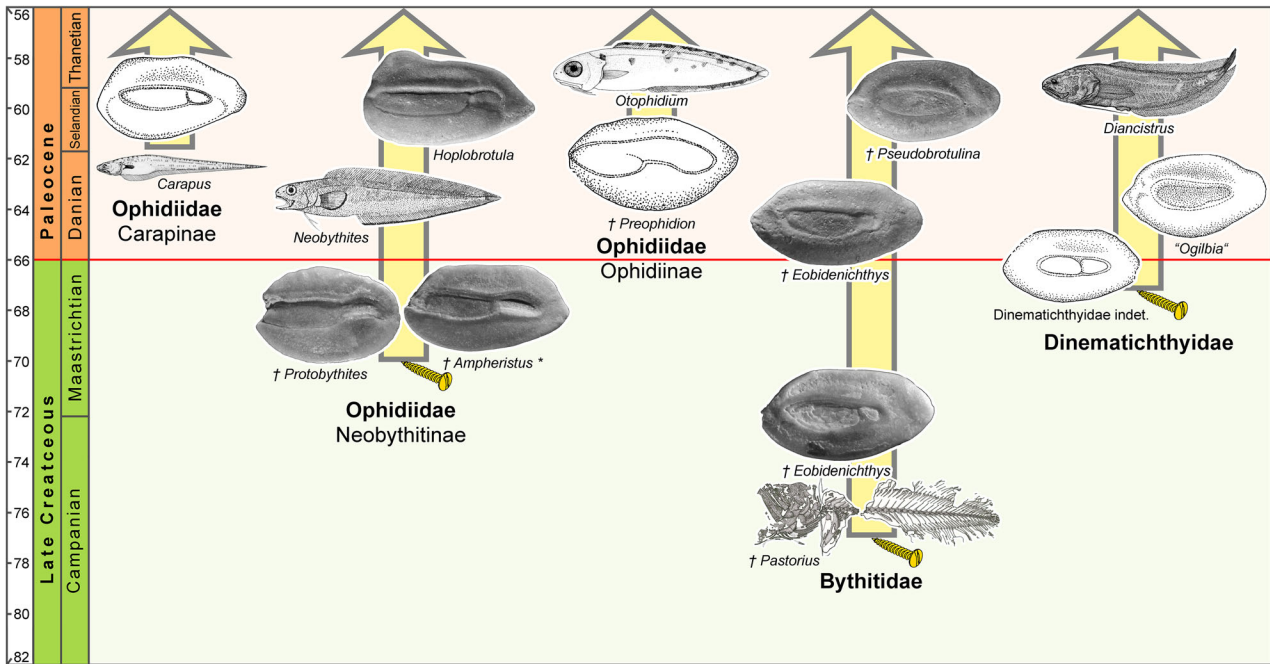 56
58
60
62
64
66
68
70
72
74
76
78
80
82
Paleocene
Late Creatceous
Thanetian
Selandian
Danian
Maastrichtian
Campanian
Carapus
Ophidiidae
Carapinae
Hoplobrotula
Neobythites
† Protobythites
† Ampheristus *
Ophidiidae
Neobythitinae
Otophidium
† Preophidion
Ophidiidae
Ophidiinae
† Pseudobrotulina
† Eobidenichthys
† Eobidenichthys
† Pastorius
Bythitidae
Diancistrus
"Ogilbia"
Dinematichthyidae indet.
Dinematichthyidae